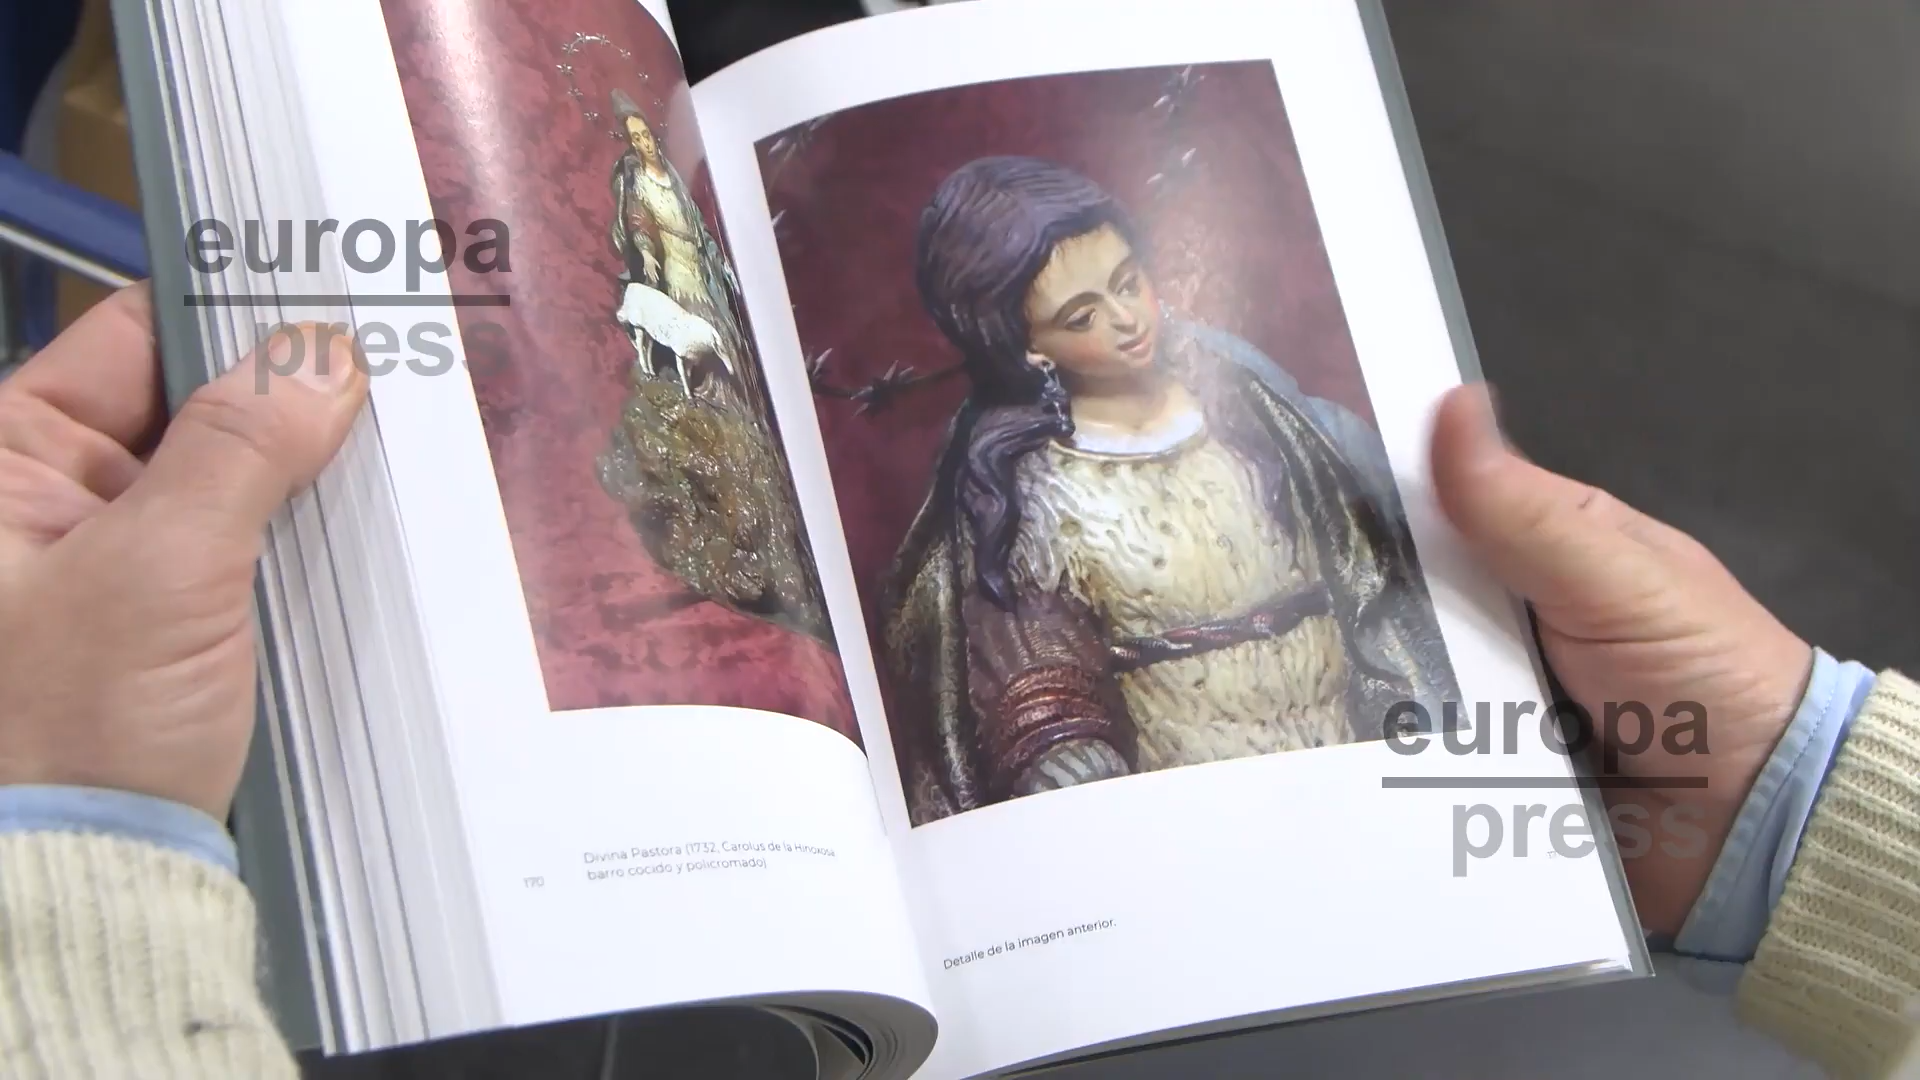 europa
press
Divina Pastora (1732, Carolus de la Hinoxosa,
barro cocido y policromado)
170
Detalle de la imagen anterior.
europa
press